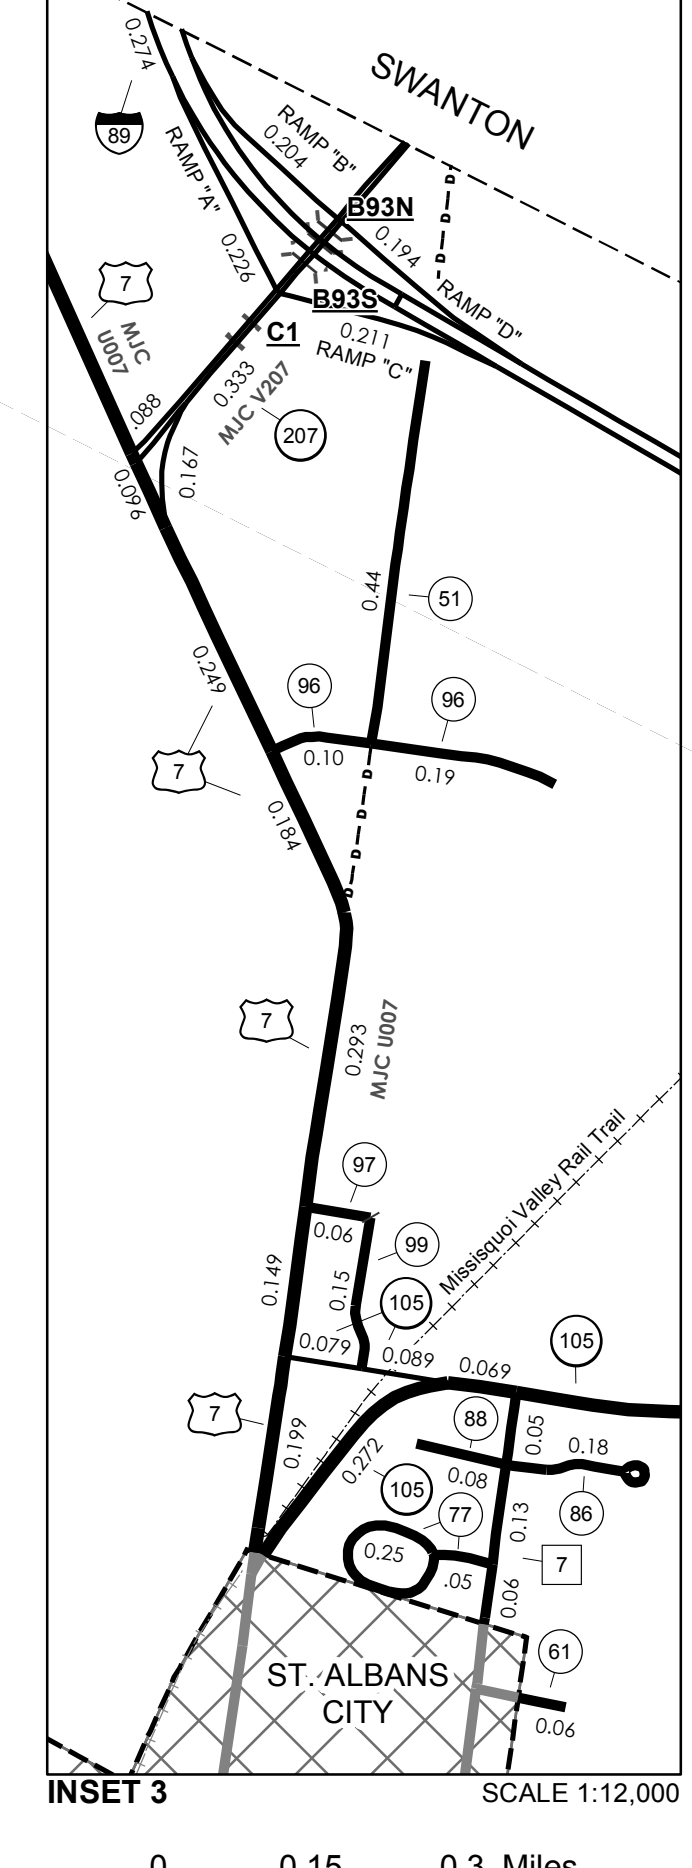 0.274
SWANTON
89
RAMP "B"
0.204
RAMP "A"
D
D
D
B93N
0.194
0.226
7
RAMP "D"
B93S
MJC
U007
C1
0.211
RAMP "C"
0.333
MJC V207
.088
207
0.167
0.096
0.44
51
0.249
96
96
0.10
0.19
7
0.184
D
D
D
7
0.293
MJC U007
Missisquoi Valley Rail Trail
97
0.06
99
0.149
0.15
105
0.079
0.089
0.069
105
7
88
0.199
0.05
0.18
0.272
0.08
105
86
77
0.13
0.25
7
.05
0.06
61
ST. ALBANS
CITY
0.06
INSET 3
SCALE 1:12,000
0 0.15 0.3 Miles